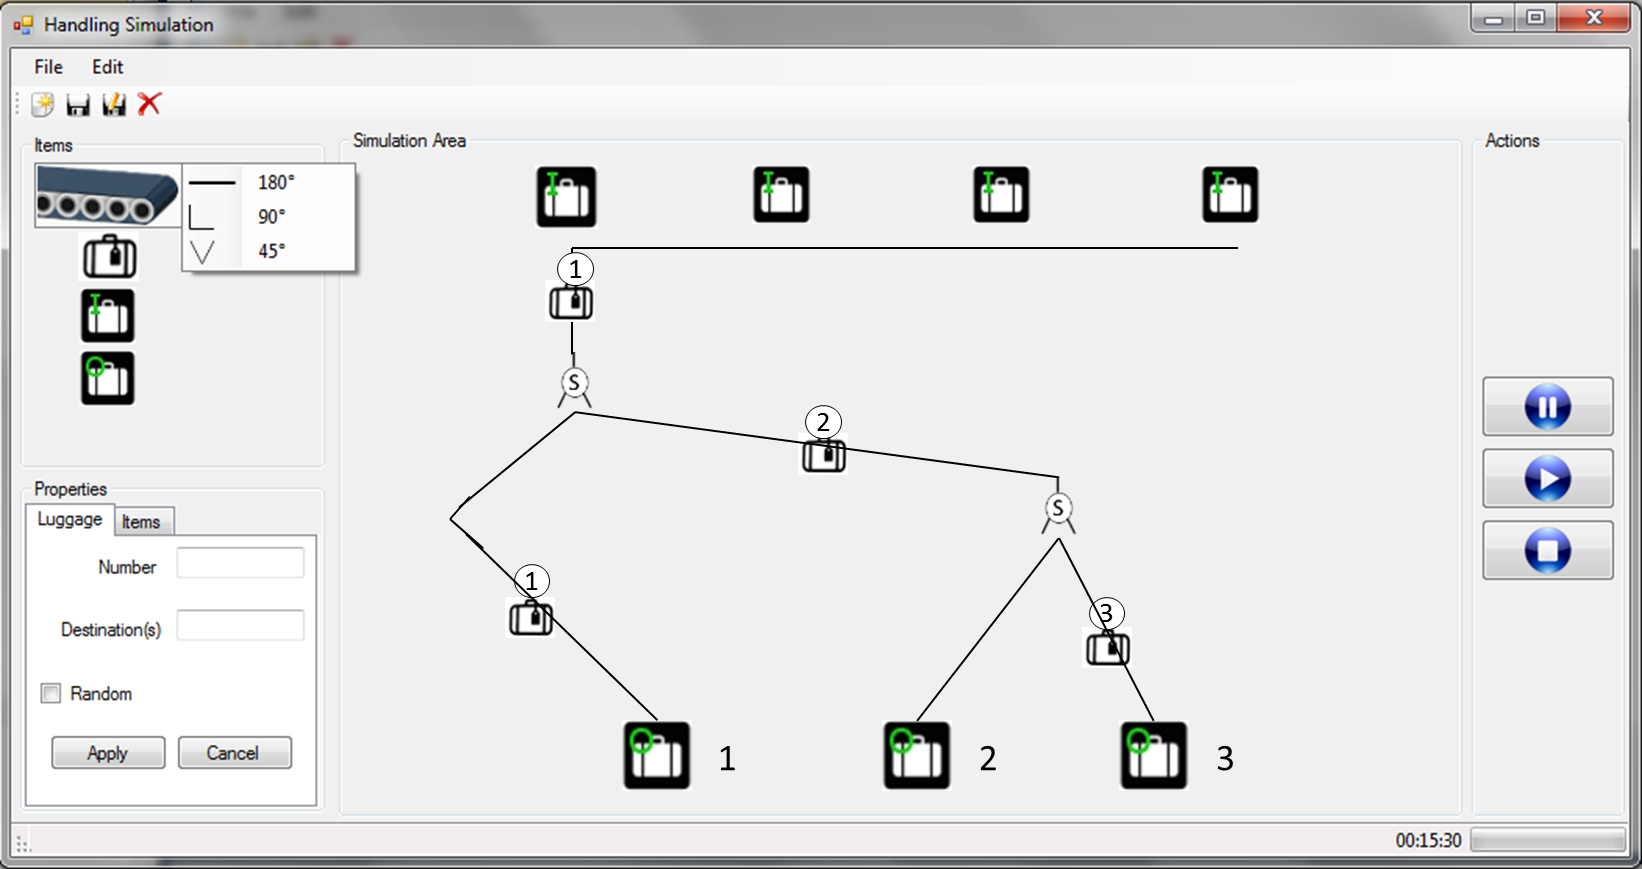 Handling Simulation
File Edit
Items
180°
90°
45°
Properties
Luggage Items
Number
Destination(s)
Random
Apply Cancel
Simulation Area
1
S
2
S
1
3
1 2 3
Actions
00:15:30